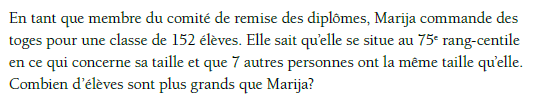 En tant que membre du comité de remise des diplômes, Marija commande des
toges pour une classe de 152 élèves. Elle sait qu’elle se situe au 75ᵉ rang-centile
en ce qui concerne sa taille et que 7 autres personnes ont la même taille qu’elle.
Combien d’élèves sont plus grands que Marija?